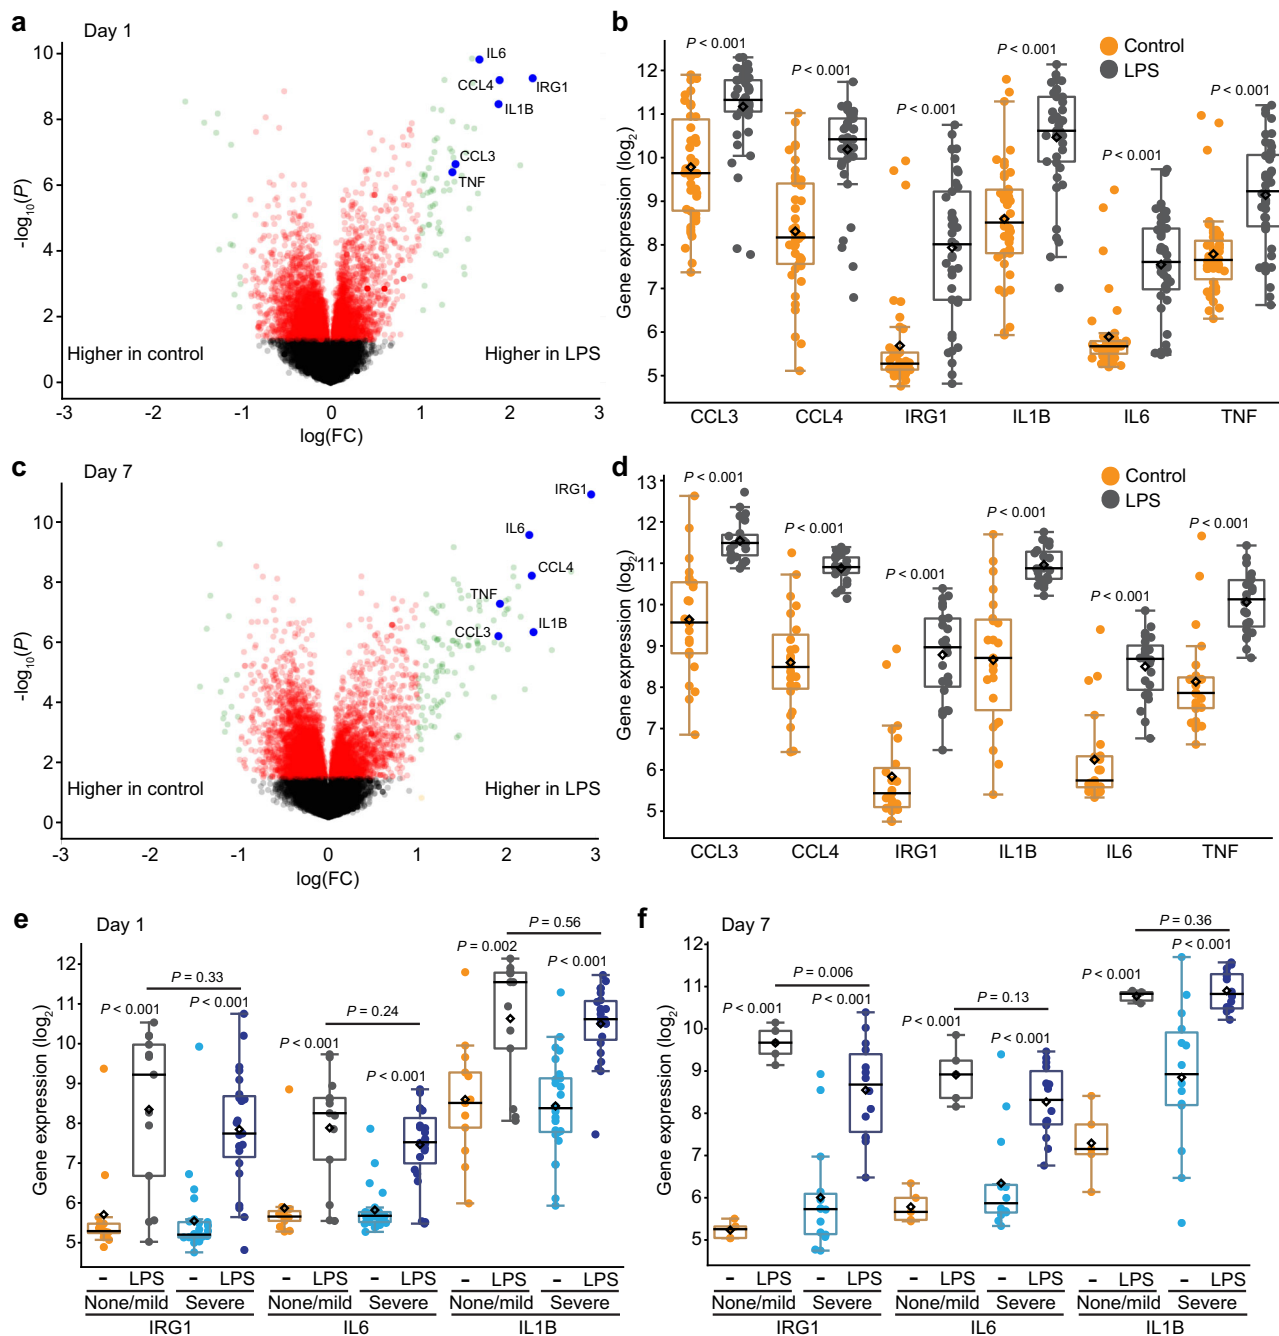 a
Day 1
10
8
6
4
2
0
-log10(P)
IL6
CCL4
IRG1
IL1B
CCL3
TNF
Higher in control
Higher in LPS
-3
-2
-1
0
1
2
3
log(FC)
b
Control
LPS
12
11
10
9
8
7
6
5
Gene expression (log2)
P < 0.001
P < 0.001
P < 0.001
P < 0.001
P < 0.001
P < 0.001
CCL3
CCL4
IRG1
IL1B
IL6
TNF
c
Day 7
10
8
6
4
2
0
-log10(P)
IRG1
IL6
CCL4
TNF
CCL3
IL1B
Higher in control
Higher in LPS
-3
-2
-1
0
1
2
3
log(FC)
d
Control
LPS
13
12
11
10
9
8
7
6
5
Gene expression (log2)
P < 0.001
P < 0.001
P < 0.001
P < 0.001
P < 0.001
P < 0.001
CCL3
CCL4
IRG1
IL1B
IL6
TNF
e
Day 1
12
11
10
9
8
7
6
5
Gene expression (log2)
P = 0.33
P < 0.001
P < 0.001
P = 0.24
P < 0.001
P < 0.001
P = 0.56
P = 0.002
P < 0.001
– LPS – LPS – LPS – LPS – LPS – LPS
None/mild Severe None/mild Severe None/mild Severe
IRG1 IL6 IL1B
f
Day 7
12
11
10
9
8
7
6
5
Gene expression (log2)
P = 0.006
P < 0.001
P < 0.001
P = 0.13
P < 0.001
P < 0.001
P = 0.36
P < 0.001
P < 0.001
– LPS – LPS – LPS – LPS – LPS – LPS
None/mild Severe None/mild Severe None/mild Severe
IRG1 IL6 IL1B